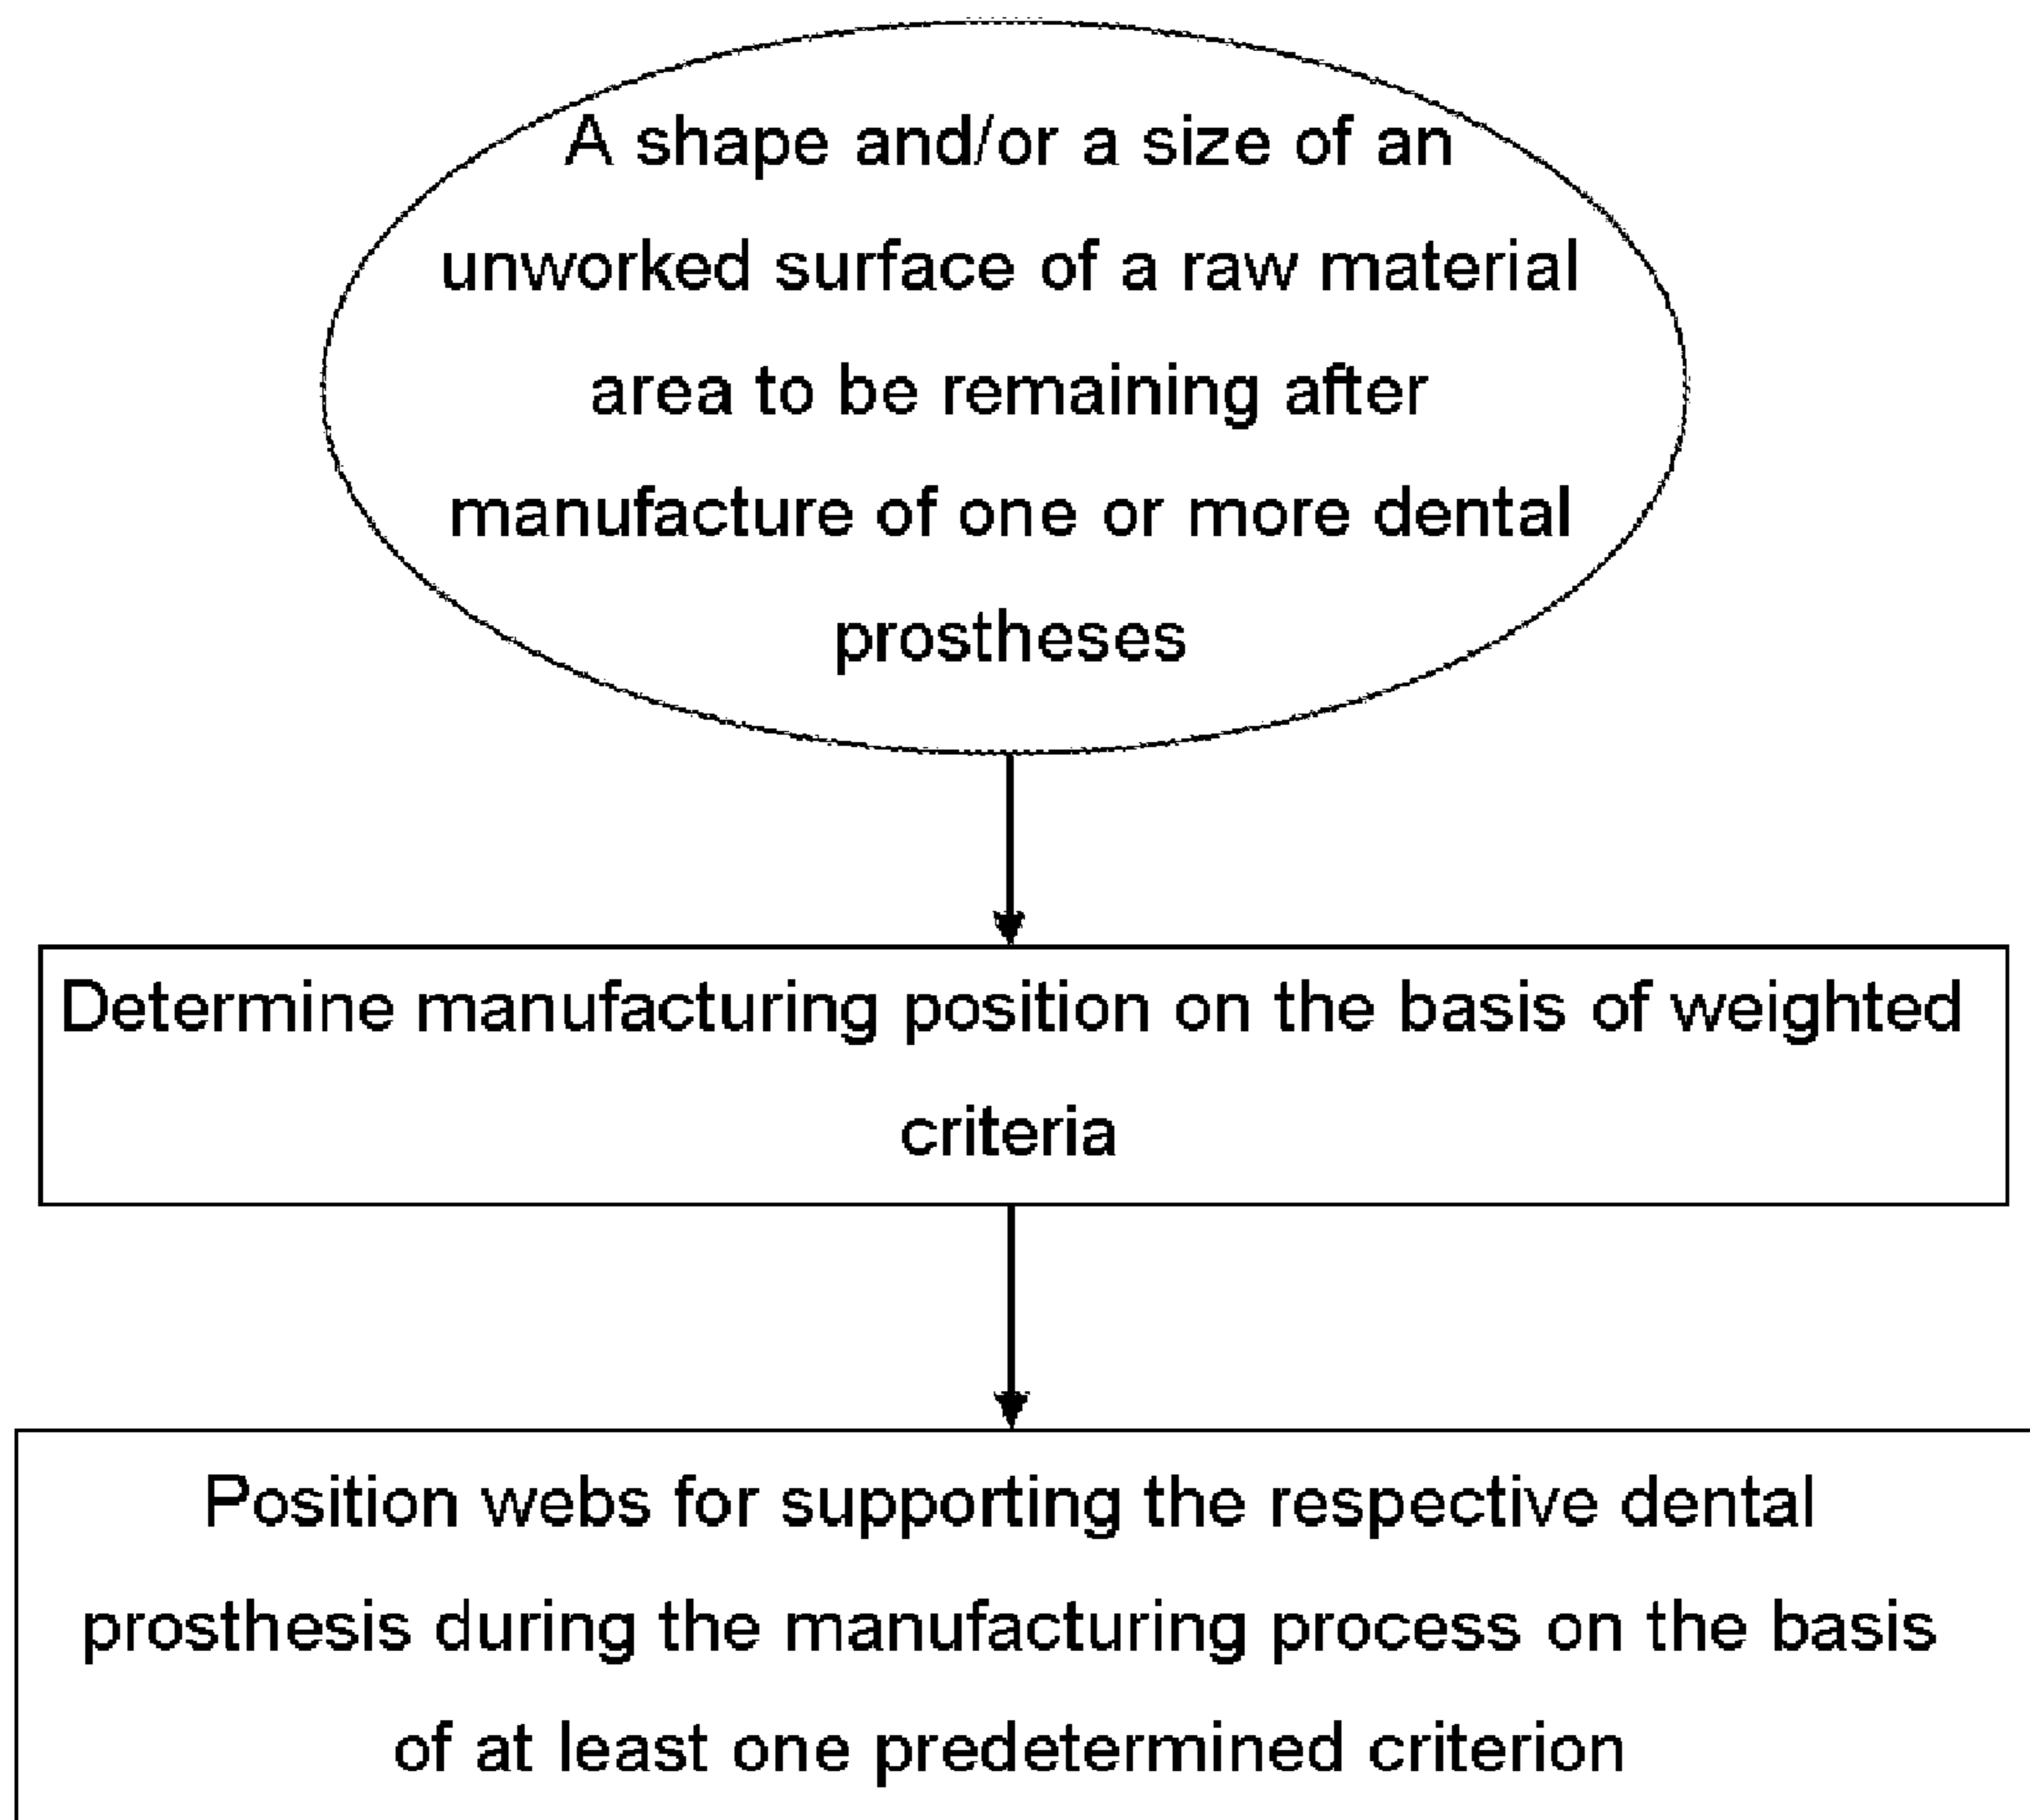 A shape and/or a size of an
unworked surface of a raw material
area to be remaining after
manufacture of one or more dental
prostheses
Determine manufacturing position on the basis of weighted
criteria
Position webs for supporting the respective dental
prosthesis during the manufacturing process on the basis
of at least one predetermined criterion